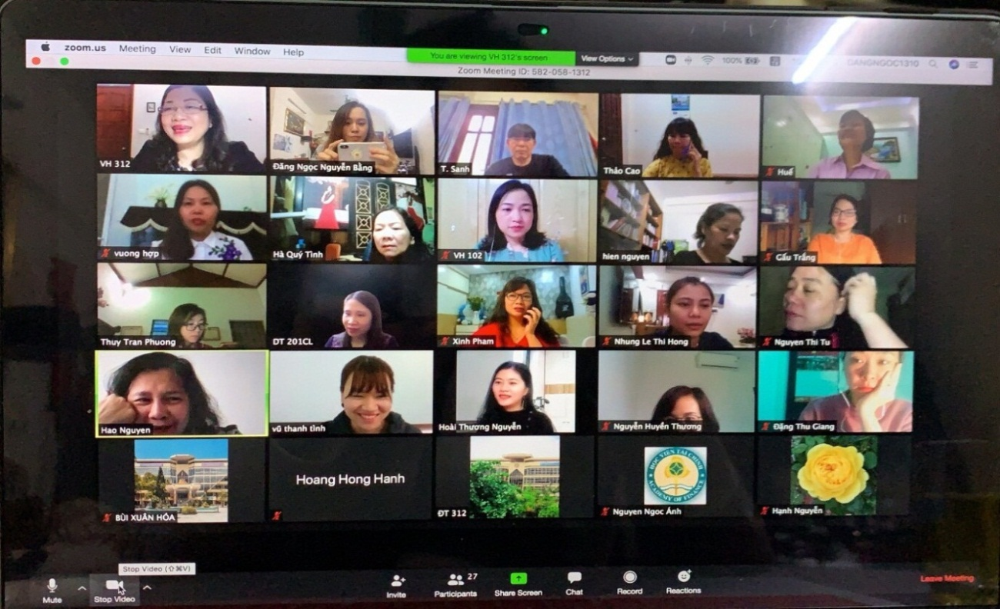 zoom.us Meeting View Edit Window Help
You are viewing VH 312's screen
View Options
100%
DANGNGOC1310
Zoom Meeting ID: 582-058-1312
VH 312
Đặng Ngọc Nguyễn Bằng
T. Sanh
Thảo Cao
Huế
vuong hợp
Hà Quý Tình
VH 102
hien nguyen
Gấu Trắng
Thuy Tran Phuong
DT 201CL
Xinh Pham
Nhung Le Thi Hong
Nguyen Thi Tu
Hao Nguyen
vũ thanh tình
Hoài Thương Nguyễn
Nguyễn Huyền Thương
Đặng Thu Giang
BÙI XUÂN HÓA
Hoang Hong Hanh
ĐT 312
HỌC VIỆN TÀI CHÍNH
ACADEMY OF FINANCE
Nguyen Ngoc Ánh
Hạnh Nguyễn
Stop Video (⇧⌘V)
Mute
Stop Video
Invite
Participants
27
Share Screen
Chat
Record
Reactions
Leave Meeting